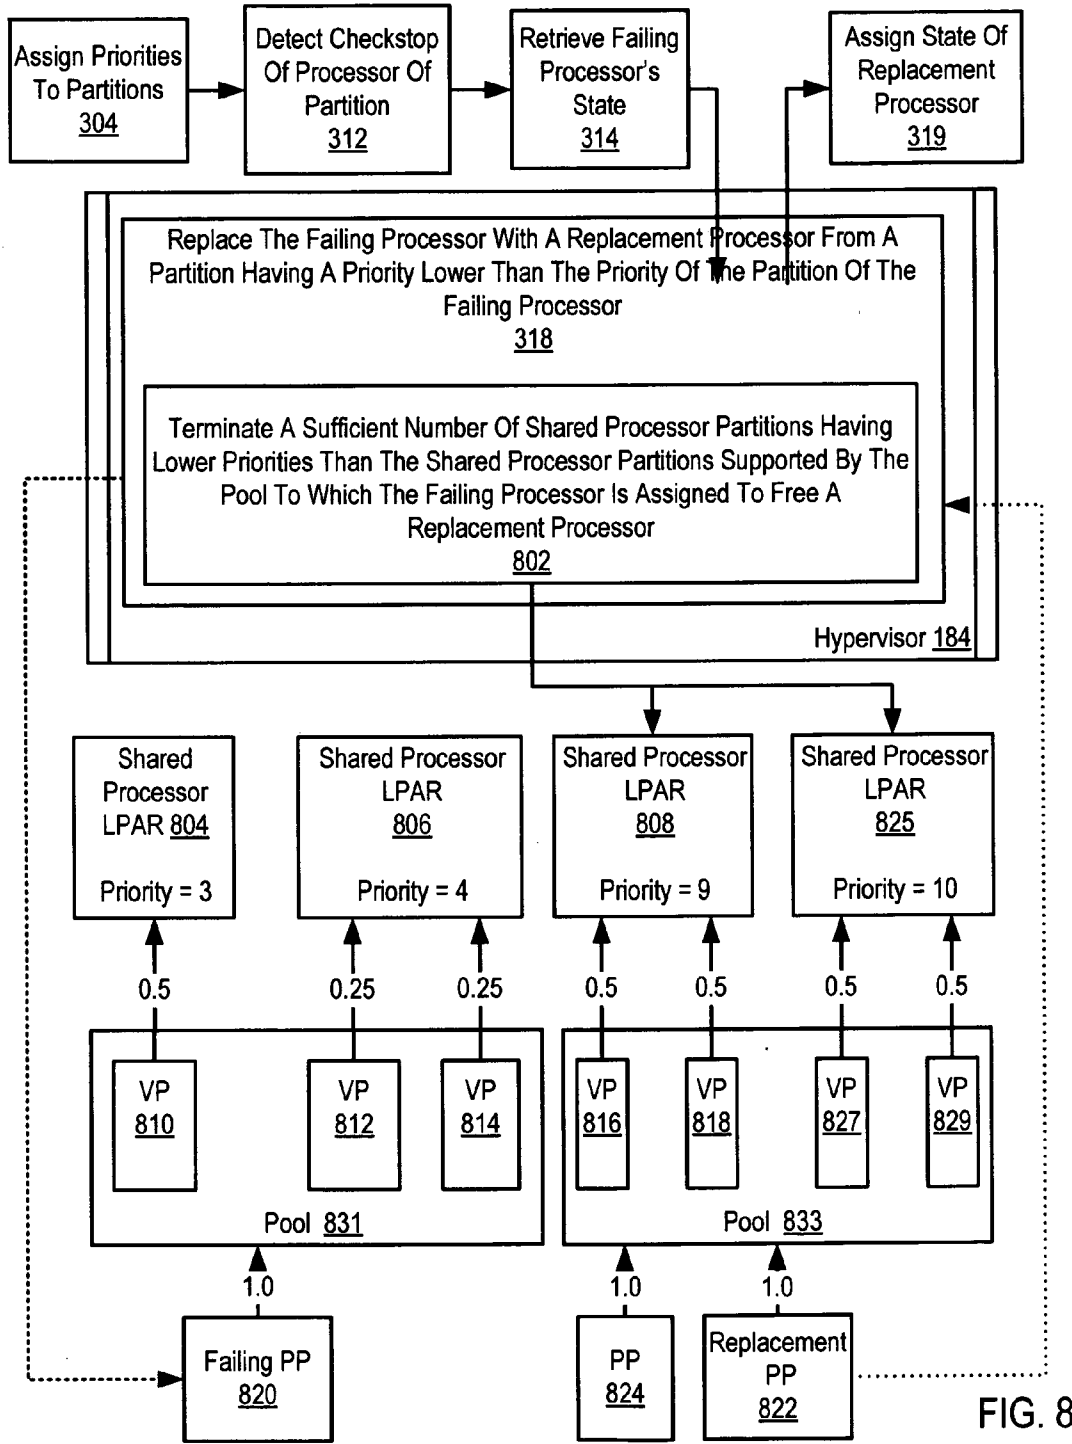 Assign Priorities
To Partitions
304
Detect Checkstop
Of Processor Of
Partition
312
Retrieve Failing
Processor's
State
314
Assign State Of
Replacement
Processor
319
Replace The Failing Processor With A Replacement Processor From A
Partition Having A Priority Lower Than The Priority Of The Partition Of The
Failing Processor
318
Terminate A Sufficient Number Of Shared Processor Partitions Having
Lower Priorities Than The Shared Processor Partitions Supported By The
Pool To Which The Failing Processor Is Assigned To Free A
Replacement Processor
802
Hypervisor 184
Shared
Processor
LPAR 804
Priority = 3
Shared Processor
LPAR
806
Priority = 4
Shared Processor
LPAR
808
Priority = 9
Shared Processor
LPAR
825
Priority = 10
0.5
0.25
0.25
0.5
0.5
0.5
0.5
VP
810
VP
812
VP
814
VP
816
VP
818
VP
827
VP
829
Pool 831
Pool 833
1.0
1.0
1.0
Failing PP
820
PP
824
Replacement
PP
822
FIG. 8